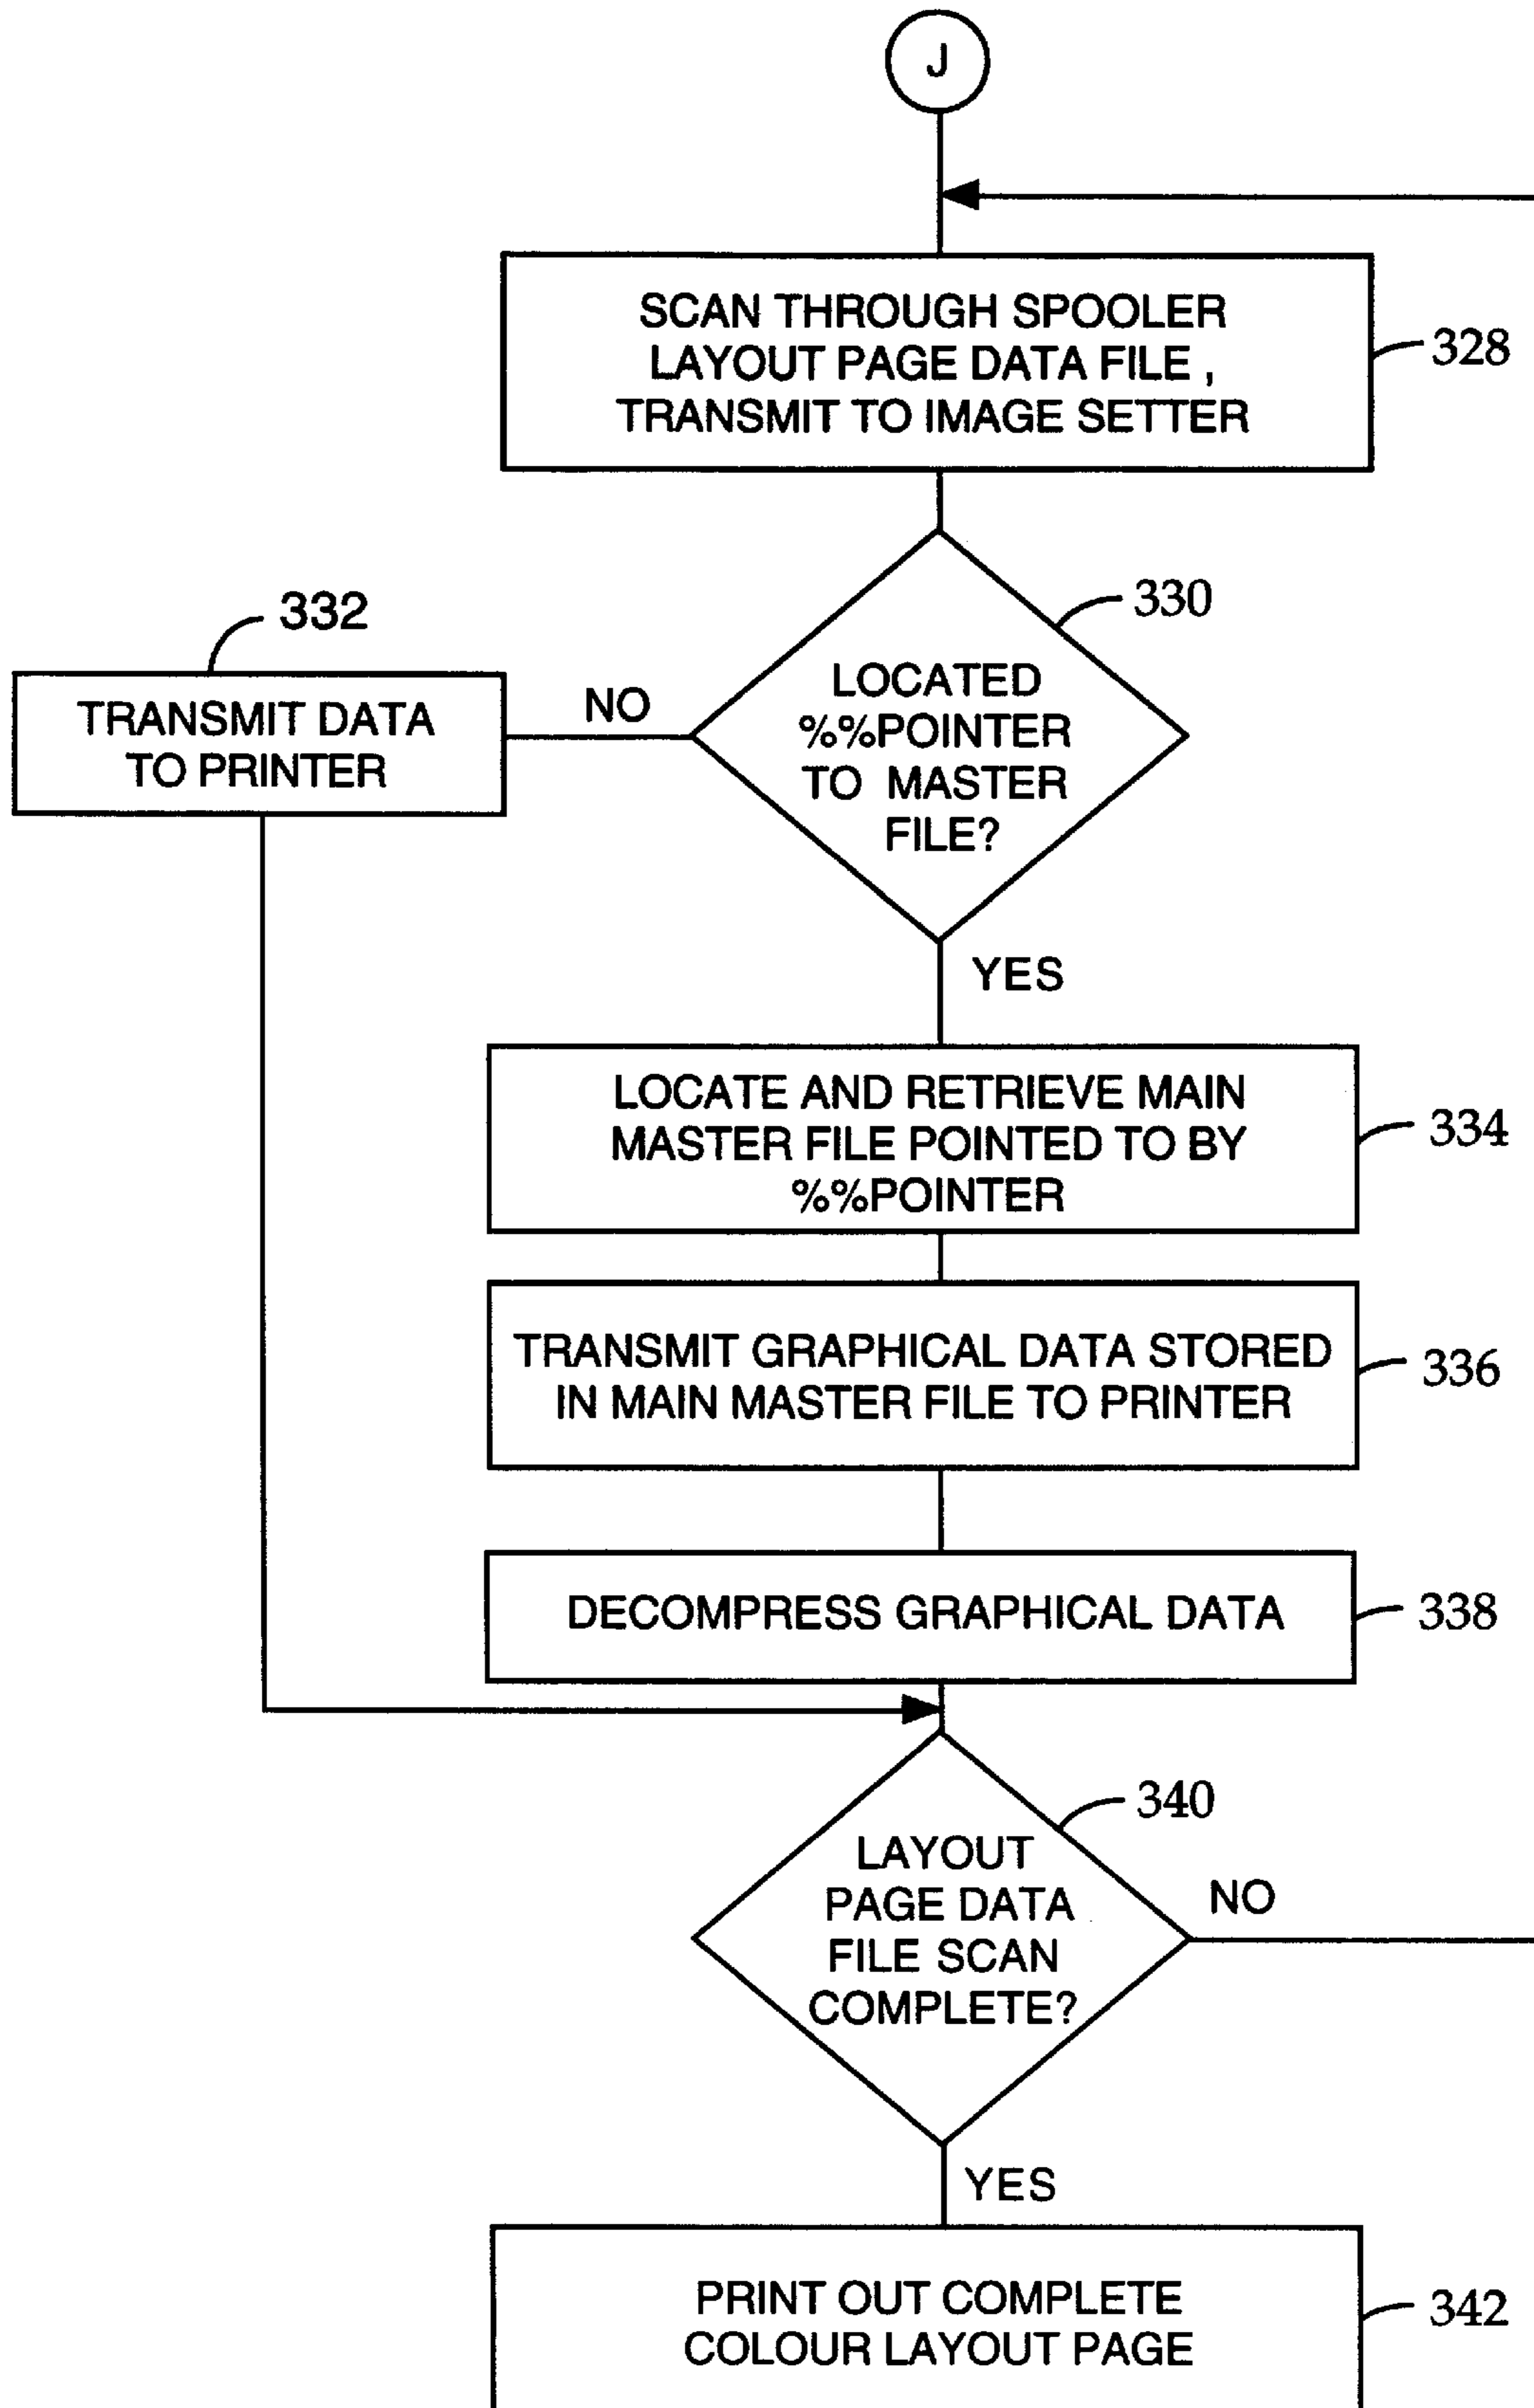 J
SCAN THROUGH SPOOLER
LAYOUT PAGE DATA FILE ,
TRANSMIT TO IMAGE SETTER
328
330
332
LOCATED
%%POINTER
TO MASTER
FILE?
NO
TRANSMIT DATA
TO PRINTER
YES
LOCATE AND RETRIEVE MAIN
MASTER FILE POINTED TO BY
%%POINTER
334
TRANSMIT GRAPHICAL DATA STORED
IN MAIN MASTER FILE TO PRINTER
336
DECOMPRESS GRAPHICAL DATA
338
340
LAYOUT
PAGE DATA
FILE SCAN
COMPLETE?
NO
YES
PRINT OUT COMPLETE
COLOUR LAYOUT PAGE
342